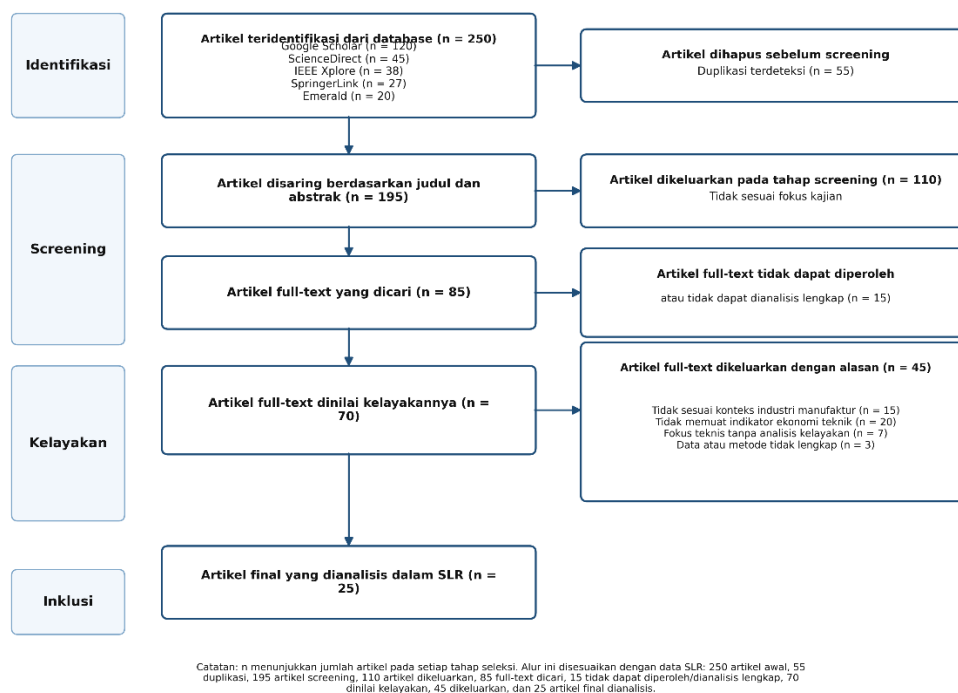 Identifikasi
Artikel teridentifikasi dari database (n = 250)
Google Scholar (n = 120)
ScienceDirect (n = 45)
IEEE Xplore (n = 38)
SpringerLink (n = 27)
Emerald (n = 20)
Artikel dihapus sebelum screening
Duplikasi terdeteksi (n = 55)
Screening
Artikel disaring berdasarkan judul dan
abstrak (n = 195)
Artikel dikeluarkan pada tahap screening (n = 110)
Tidak sesuai fokus kajian
Artikel full-text yang dicari (n = 85)
Artikel full-text tidak dapat diperoleh
atau tidak dapat dianalisis lengkap (n = 15)
Kelayakan
Artikel full-text dinilai kelayakannya (n =
70)
Artikel full-text dikeluarkan dengan alasan (n = 45)
Tidak sesuai konteks industri manufaktur (n = 15)
Tidak memuat indikator ekonomi teknik (n = 20)
Fokus teknis tanpa analisis kelayakan (n = 7)
Data atau metode tidak lengkap (n = 3)
Inklusi
Artikel final yang dianalisis dalam SLR (n =
25)
Catatan: n menunjukkan jumlah artikel pada setiap tahap seleksi. Alur ini disesuaikan dengan data SLR: 250 artikel awal, 55
duplikasi, 195 artikel screening, 110 artikel dikeluarkan, 85 full-text dicari, 15 tidak dapat diperoleh/dianalisis lengkap, 70
dinilai kelayakan, 45 dikeluarkan, dan 25 artikel final dianalisis.